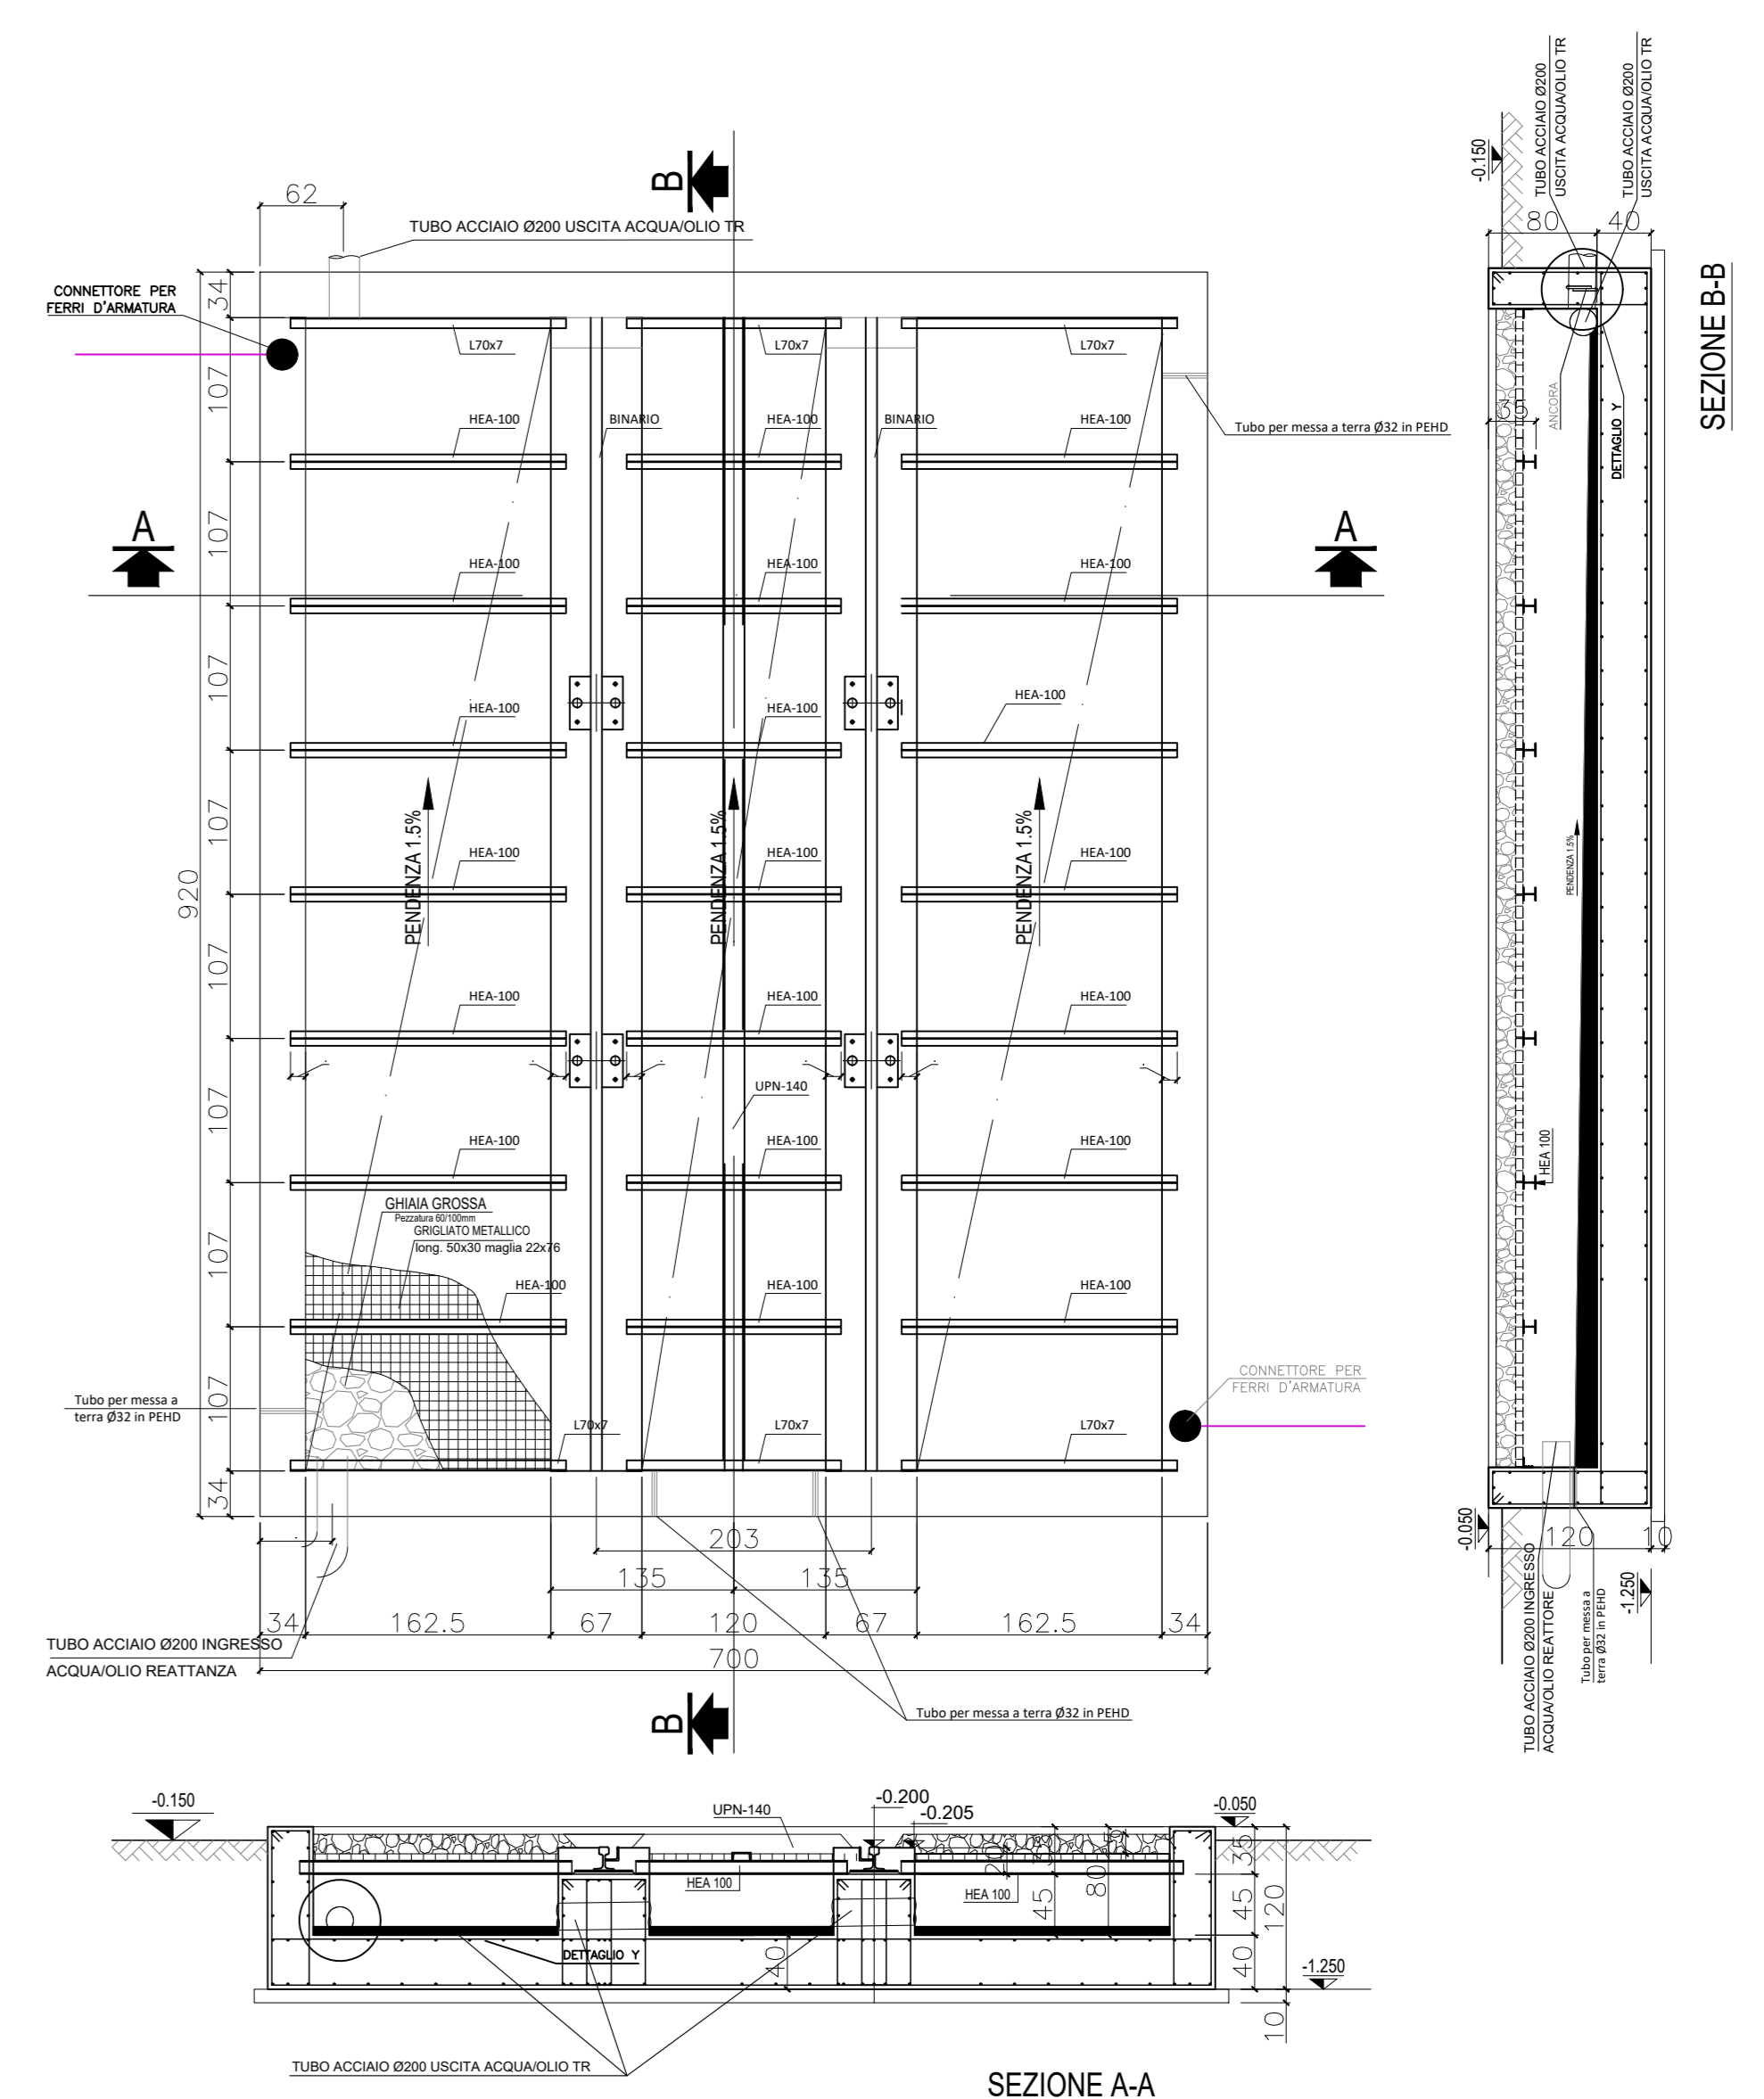 B
62
TUBO ACCIAIO Ø200 USCITA ACQUA/OLIO TR
CONNETTORE PER
FERRI D'ARMATURA
34
L70x7
L70x7
L70x7
107
HEA-100
BINARIO
HEA-100
BINARIO
HEA-100
Tubo per messa a terra Ø32 in PEHD
A
A
107
HEA-100
HEA-100
HEA-100
107
HEA-100
HEA-100
HEA-100
PENDENZA 1.5%
PENDENZA 1.5%
PENDENZA 1.5%
107
HEA-100
HEA-100
HEA-100
920
107
HEA-100
HEA-100
HEA-100
UPN-140
107
HEA-100
HEA-100
HEA-100
GHIAIA GROSSA
Pezzatura 60/100mm
GRIGLIATO METALLICO
long. 50x30 maglia 22x76
107
HEA-100
HEA-100
HEA-100
CONNETTORE PER
FERRI D'ARMATURA
Tubo per messa a
terra Ø32 in PEHD
107
L70x7
L70x7
L70x7
34
203
135
135
34
162.5
67
120
67
162.5
34
700
TUBO ACCIAIO Ø200 INGRESSO
ACQUA/OLIO REATTANZA
Tubo per messa a terra Ø32 in PEHD
B
TUBO ACCIAIO Ø200
USCITA ACQUA/OLIO TR
TUBO ACCIAIO Ø200
USCITA ACQUA/OLIO TR
-0.150
80
40
SEZIONE B-B
35
ANCORA
DETTAGLIO Y
PENDENZA 1.5%
HEA 100
-0.050
120
10
-1.250
TUBO ACCIAIO Ø200 INGRESSO
ACQUA/OLIO REATTORE
Tubo per messa a
terra Ø32 in PEHD
-0.150
UPN-140
-0.200
-0.205
-0.050
HEA 100
HEA 100
20
45
80
35
45
120
40
40
DETTAGLIO Y
-1.250
10
TUBO ACCIAIO Ø200 USCITA ACQUA/OLIO TR
SEZIONE A-A